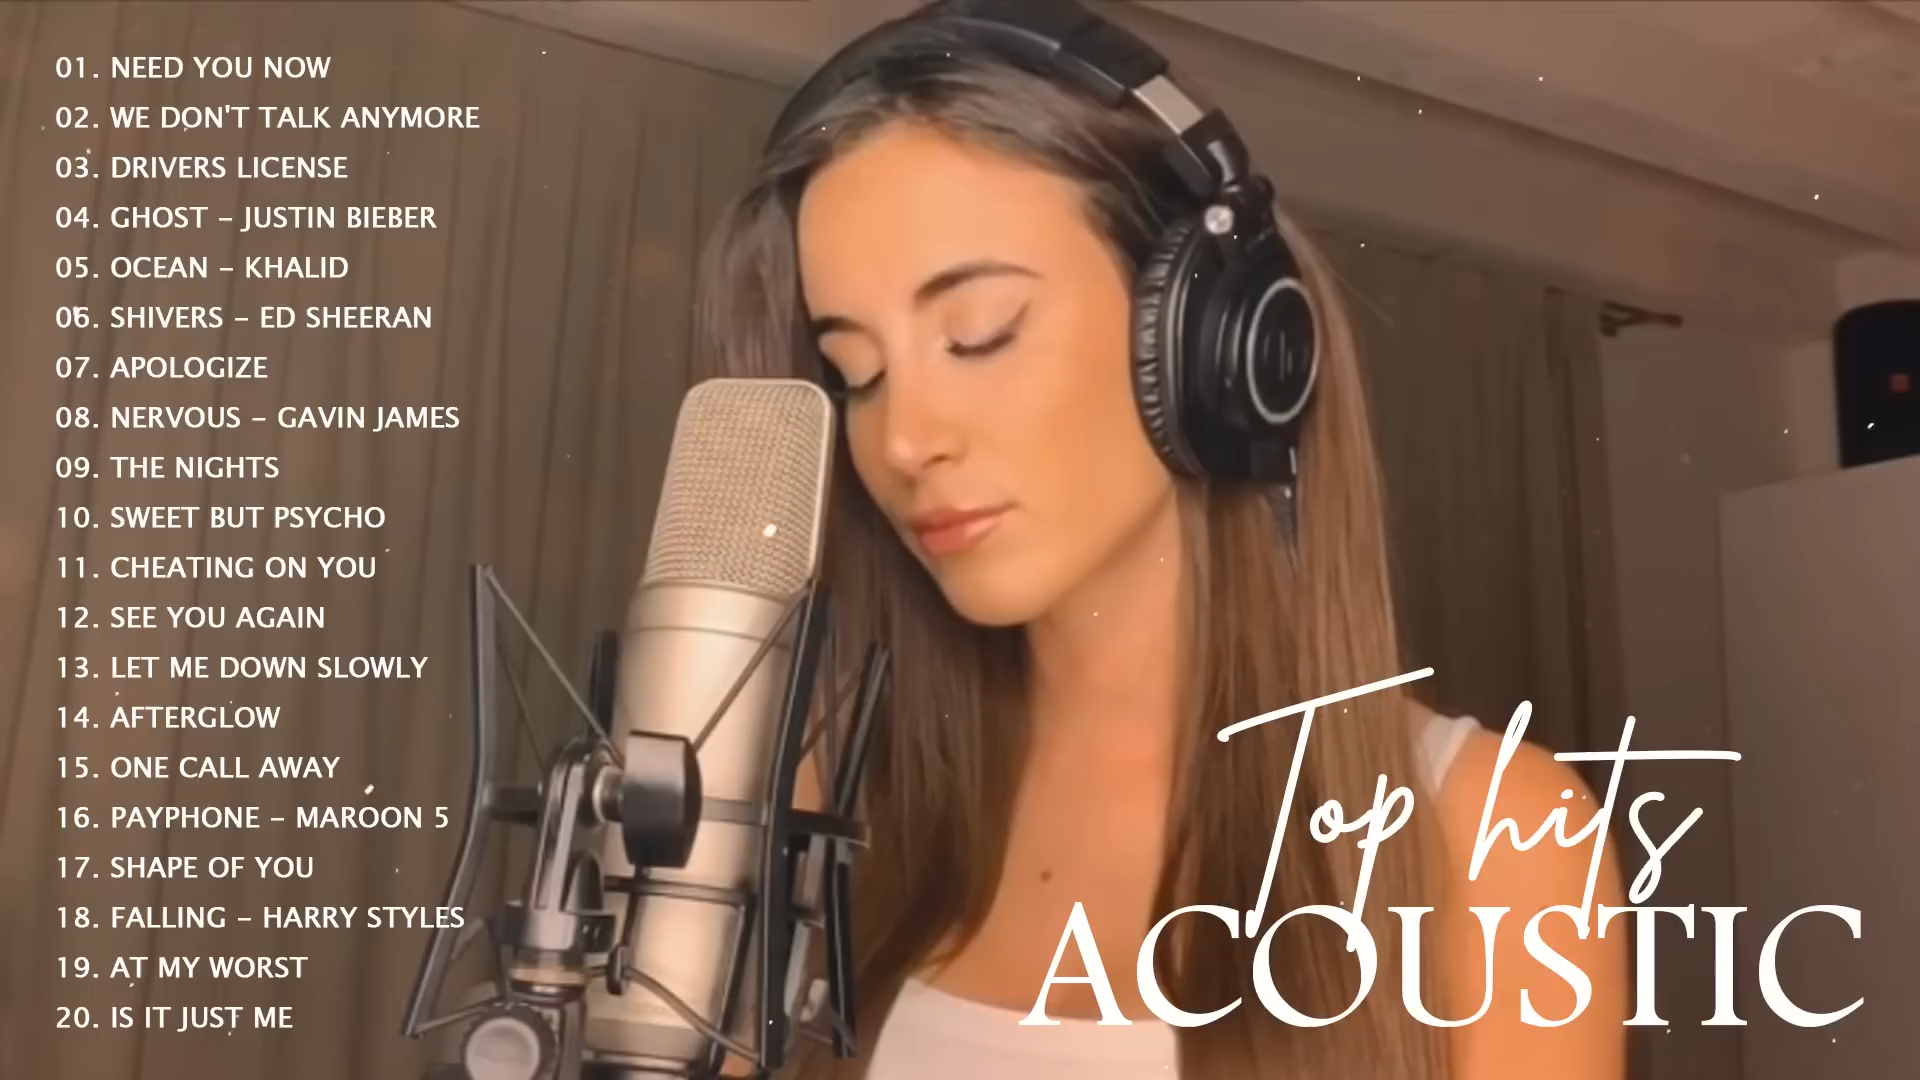 01. NEED YOU NOW
02. WE DON'T TALK ANYMORE
03. DRIVERS LICENSE
04. GHOST – JUSTIN BIEBER
05. OCEAN – KHALID
06. SHIVERS – ED SHEERAN
07. APOLOGIZE
08. NERVOUS – GAVIN JAMES
09. THE NIGHTS
10. SWEET BUT PSYCHO
11. CHEATING ON YOU
12. SEE YOU AGAIN
13. LET ME DOWN SLOWLY
14. AFTERGLOW
15. ONE CALL AWAY
16. PAYPHONE – MAROON 5
17. SHAPE OF YOU
18. FALLING – HARRY STYLES
19. AT MY WORST
20. IS IT JUST ME
Top hits
ACOUSTIC